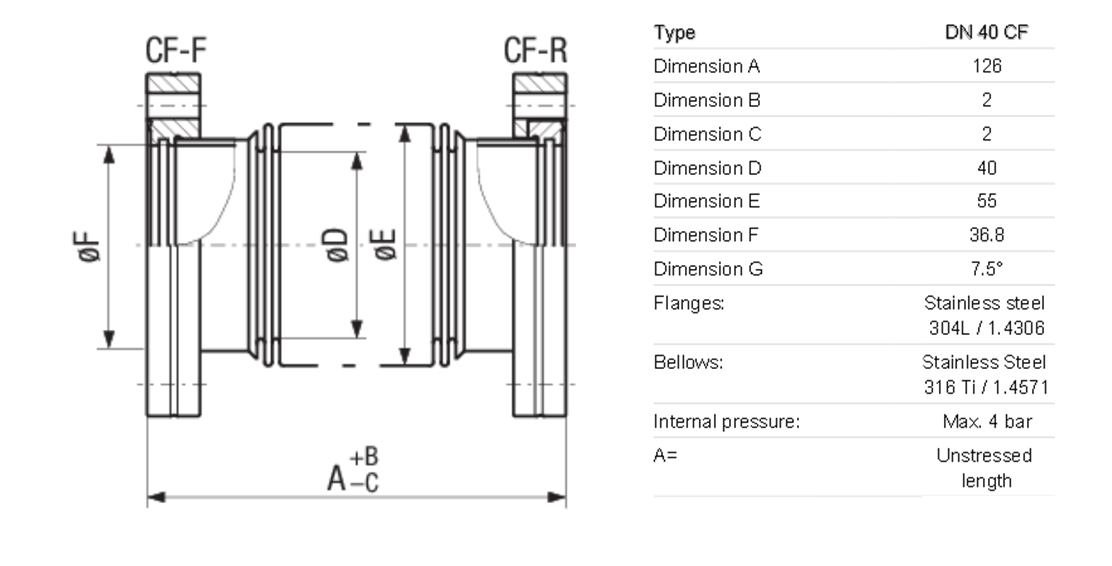 CF-F
CF-R
øF
øD
øE
A +B −C
Type DN 40 CF
Dimension A 126
Dimension B 2
Dimension C 2
Dimension D 40
Dimension E 55
Dimension F 36.8
Dimension G 7.5°
Flanges: Stainless steel
304L / 1.4306
Bellows: Stainless Steel
316 Ti / 1.4571
Internal pressure: Max. 4 bar
A= Unstressed
length